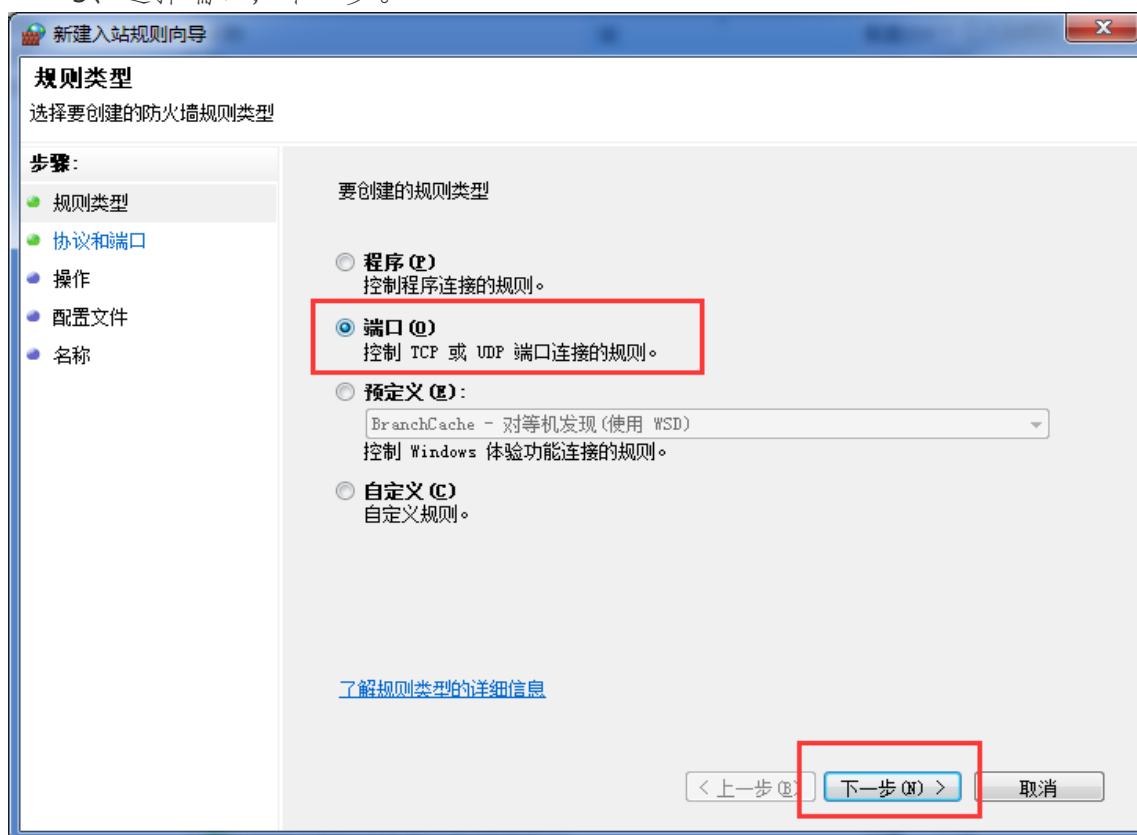 新建入站规则向导
规则类型
选择要创建的防火墙规则类型
步骤:
规则类型
协议和端口
操作
配置文件
名称
要创建的规则类型
程序(P)
控制程序连接的规则。
端口(O)
控制 TCP 或 UDP 端口连接的规则。
预定义(E):
BranchCache - 对等机发现(使用 WSD)
控制 Windows 体验功能连接的规则。
自定义(C)
自定义规则。
了解规则类型的详细信息
< 上一步(B) 下一步(N) > 取消